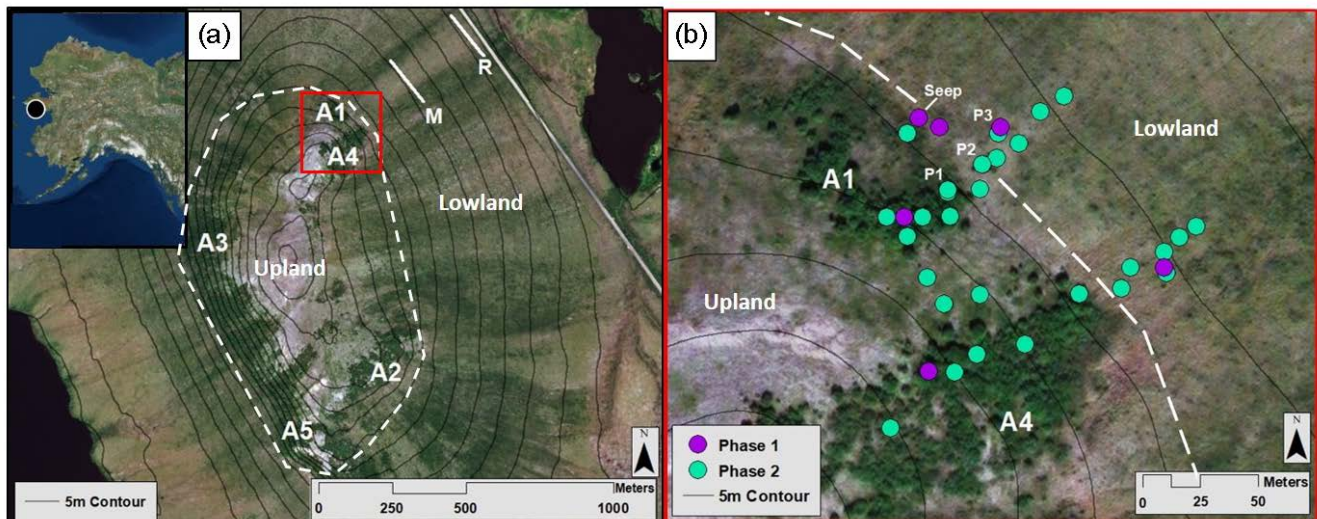 (a)
R
M
A1
A4
Lowland
A3
Upland
A2
A5
N
5m Contour
Meters
0 250 500 1000
(b)
Seep
P3
Lowland
P2
P1
A1
Upland
A4
Phase 1
Phase 2
5m Contour
N
Meters
0 25 50